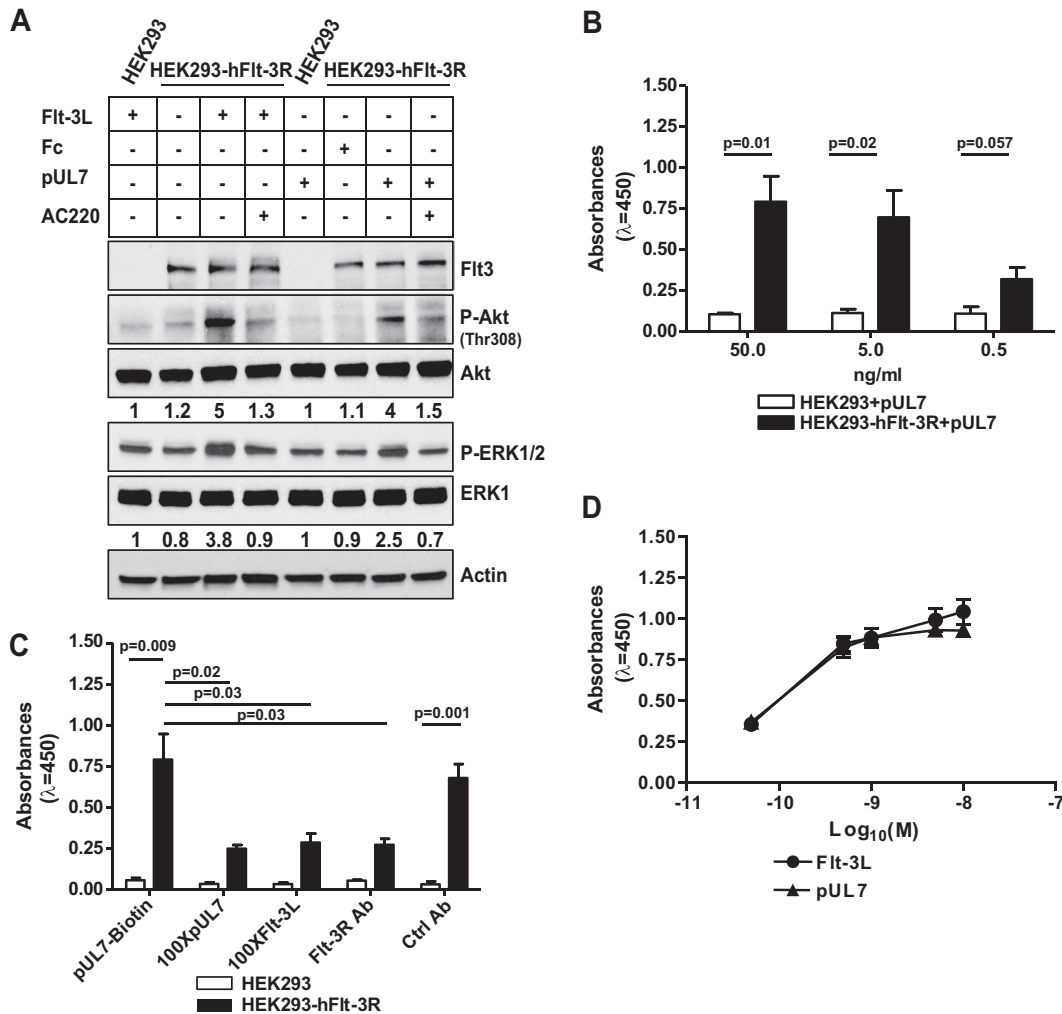 A
HEK293
HEK293-hFlt-3R
HEK293
HEK293-hFlt-3R
Flt-3L + - + + - - - -
Fc - - - - - + - -
pUL7 - - - - + - + +
AC220 - - - + - - - +
Flt3
P-Akt
(Thr308)
Akt
1 1.2 5 1.3 1 1.1 4 1.5
P-ERK1/2
ERK1
1 0.8 3.8 0.9 1 0.9 2.5 0.7
Actin
B
Absorbances
(λ=450)
1.50
1.25
1.00
0.75
0.50
0.25
0.00
p=0.01
p=0.02
p=0.057
50.0 5.0 0.5
ng/ml
HEK293+pUL7
HEK293-hFlt-3R+pUL7
C
Absorbances
(λ=450)
1.50
1.25
1.00
0.75
0.50
0.25
0.00
p=0.009
p=0.02
p=0.03
p=0.03
p=0.001
pUL7-Biotin
100XpUL7
100XFlt-3L
Flt-3R Ab
Ctrl Ab
HEK293
HEK293-hFlt-3R
D
Absorbances
(λ=450)
1.50
1.25
1.00
0.75
0.50
0.25
0.00
-11 -10 -9 -8 -7
Log10(M)
Flt-3L
pUL7